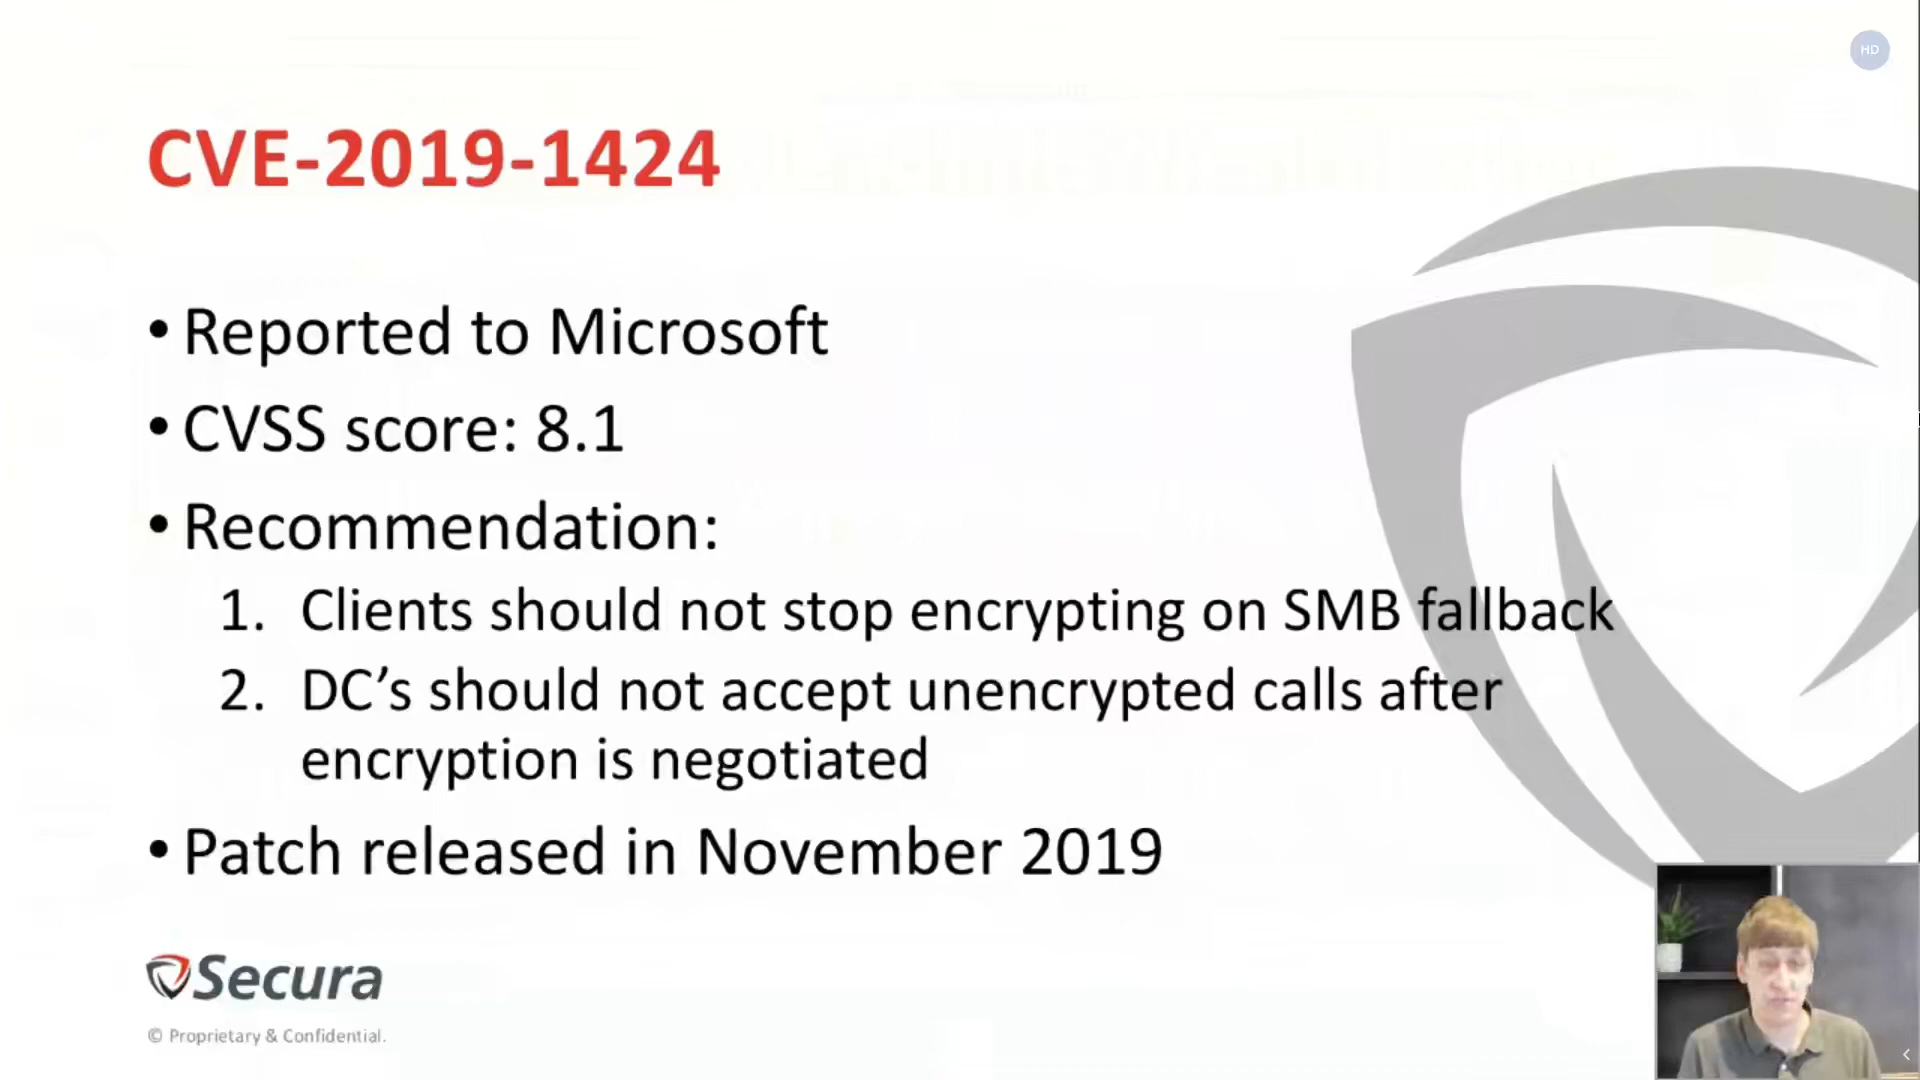 HD
CVE-2019-1424
• Reported to Microsoft
• CVSS score: 8.1
• Recommendation:
1. Clients should not stop encrypting on SMB fallback
2. DC’s should not accept unencrypted calls after
encryption is negotiated
• Patch released in November 2019
Secura
© Proprietary & Confidential.